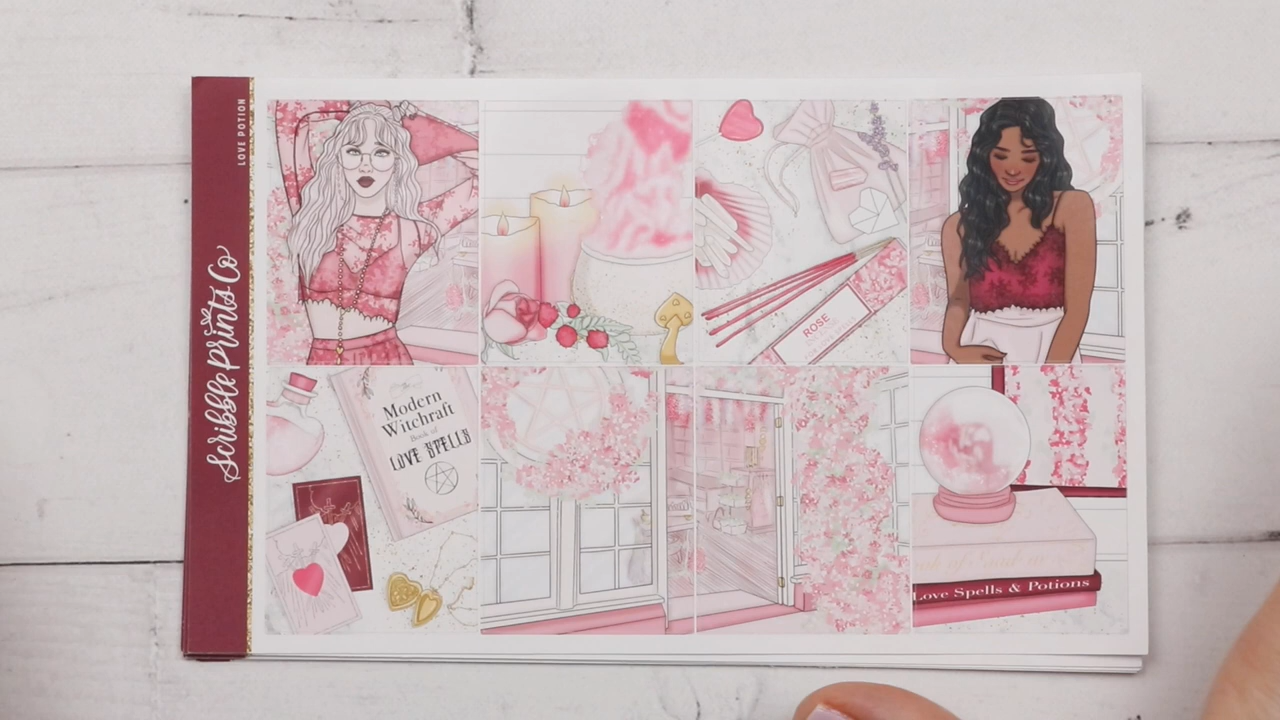 LOVE POTION
Scribble Prints Co
ROSE
Modern
Witchcraft
Book of
LOVE SPELLS
Love Spells & Potions